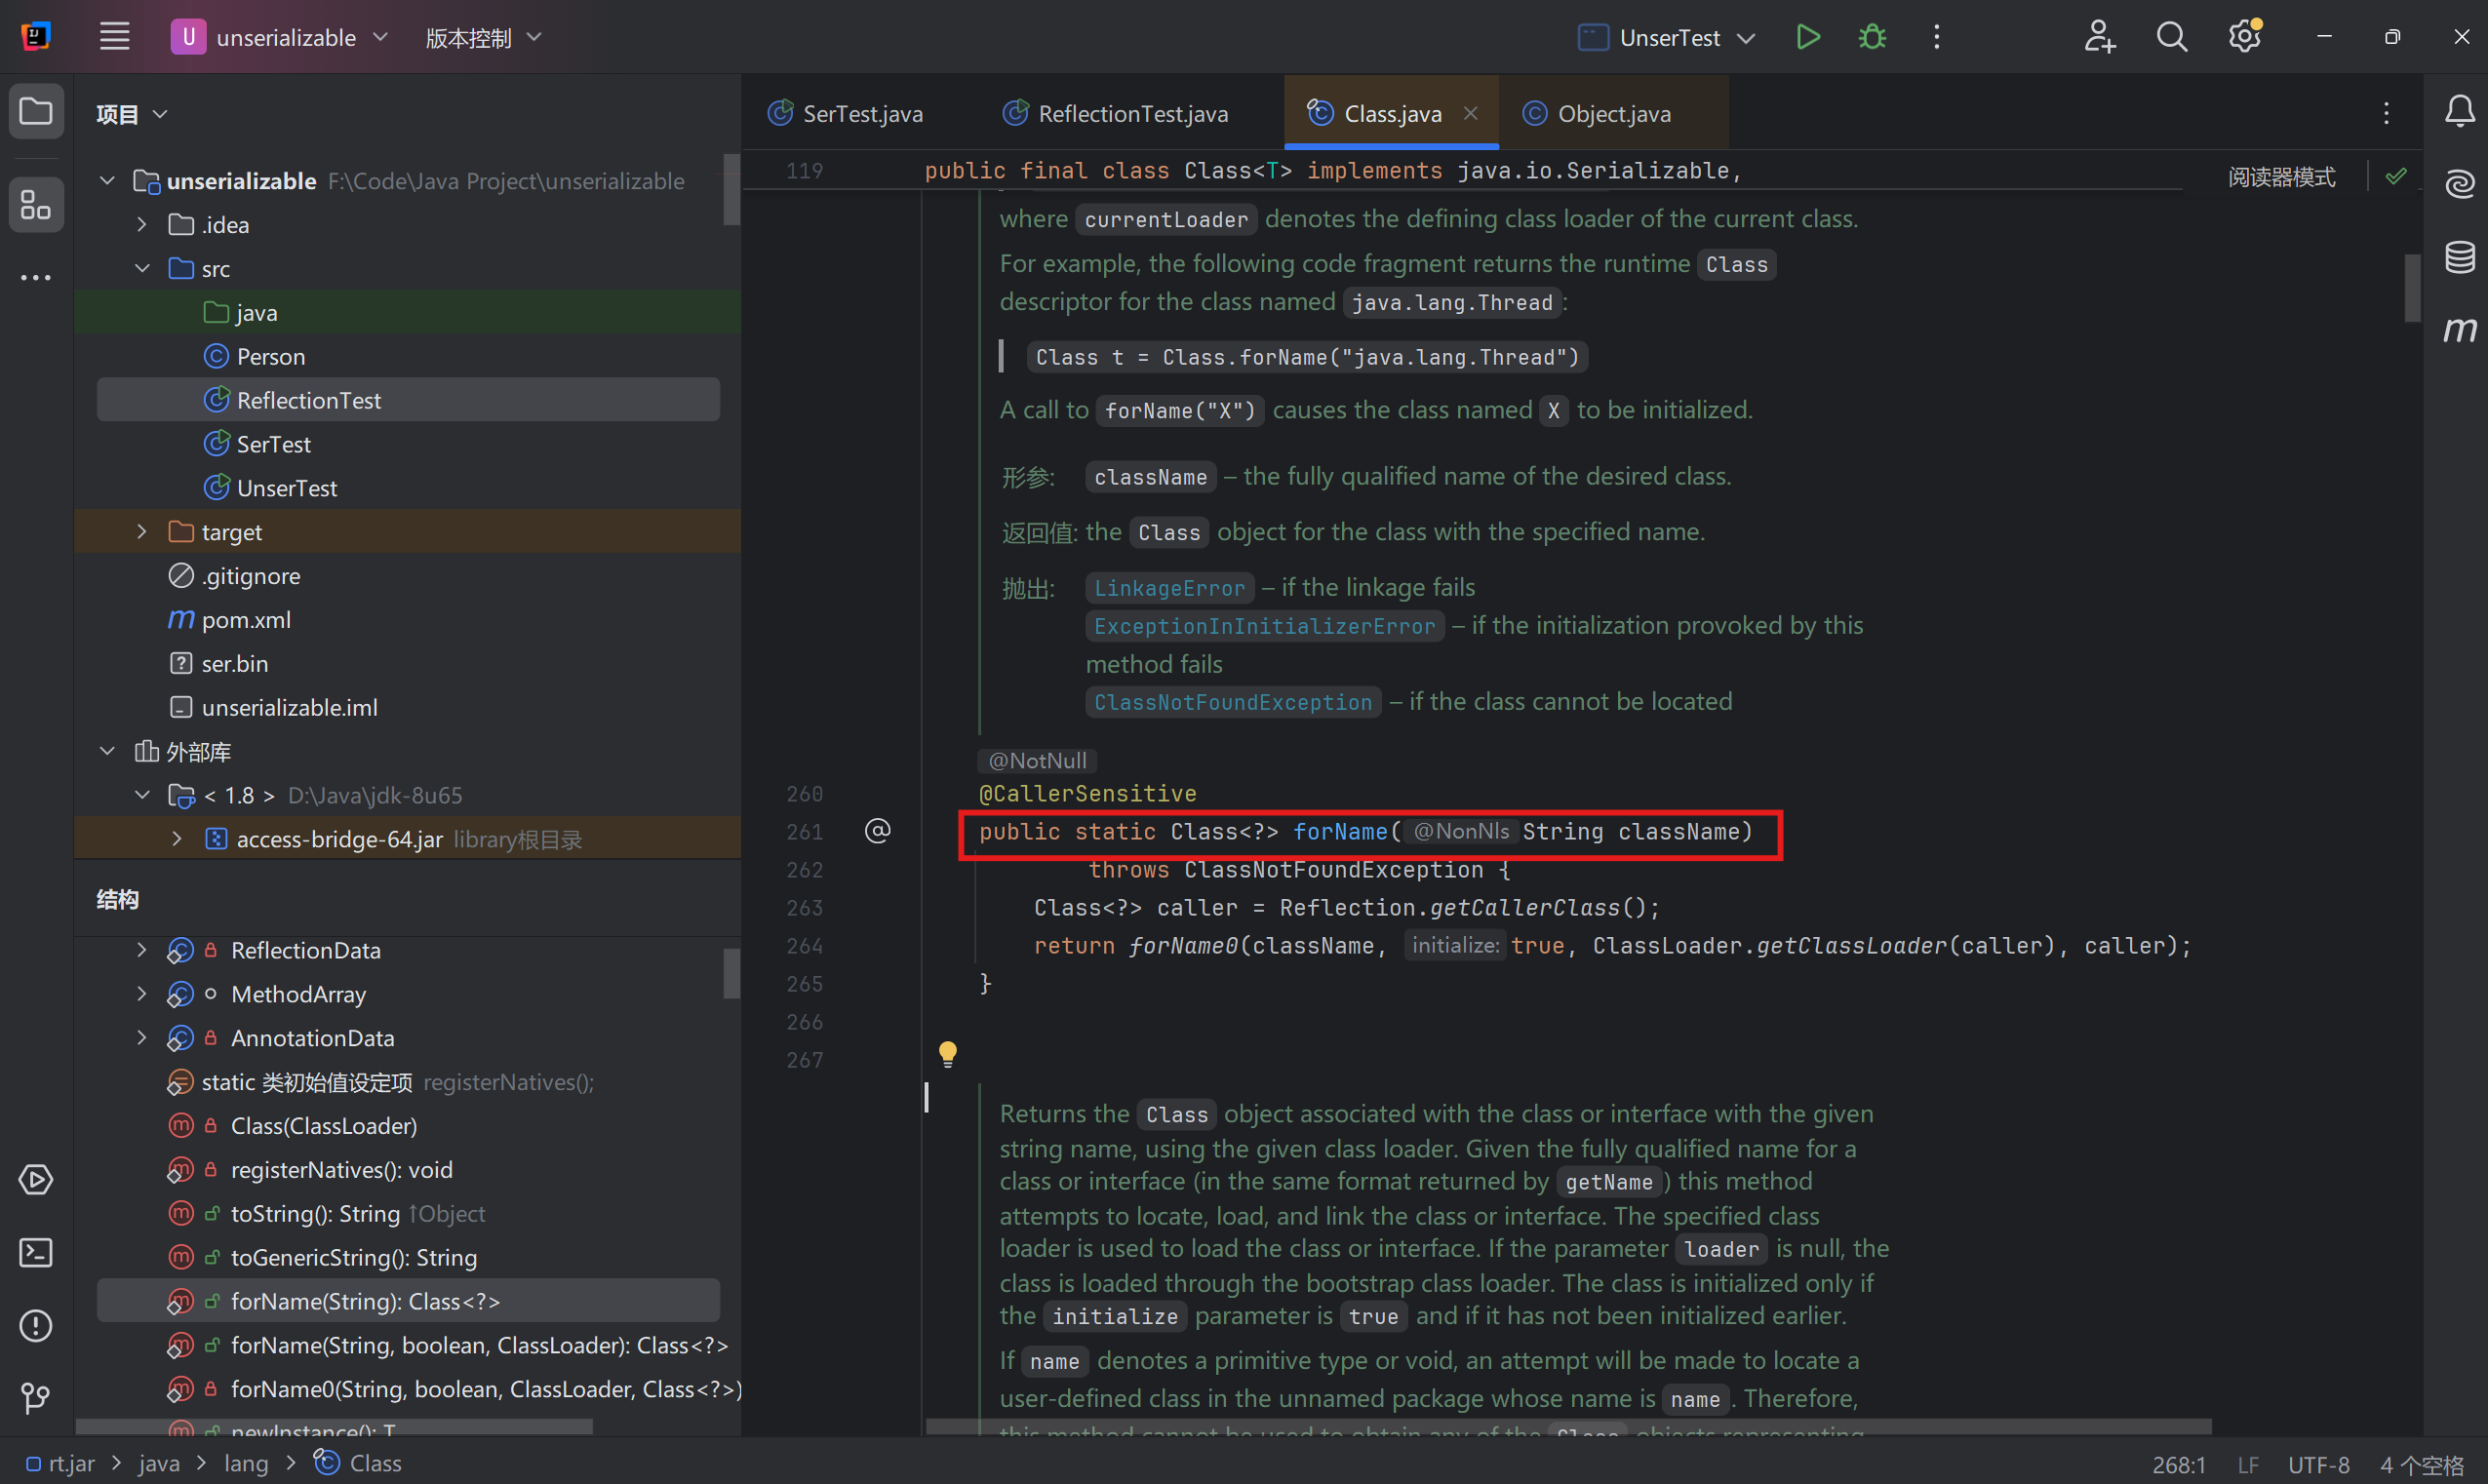 U unserializable 版本控制 UnserTest
项目
unserializable F:\Code\Java Project\unserializable
.idea
src
java
Person
ReflectionTest
SerTest
UnserTest
target
.gitignore
pom.xml
ser.bin
unserializable.iml
外部库
< 1.8 > D:\Java\jdk-8u65
access-bridge-64.jar library根目录
结构
ReflectionData
MethodArray
AnnotationData
static 类初始值设定项 registerNatives();
Class(ClassLoader)
registerNatives(): void
toString(): String ↑Object
toGenericString(): String
forName(String): Class<?>
forName(String, boolean, ClassLoader): Class<?>
forName0(String, boolean, ClassLoader, Class<?>)
newInstance(): T
SerTest.java ReflectionTest.java Class.java Object.java
119 public final class Class<T> implements java.io.Serializable,
阅读器模式
where currentLoader denotes the defining class loader of the current class.
For example, the following code fragment returns the runtime Class
descriptor for the class named java.lang.Thread:
Class t = Class.forName("java.lang.Thread")
A call to forName("X") causes the class named X to be initialized.
形参: className – the fully qualified name of the desired class.
返回值: the Class object for the class with the specified name.
抛出: LinkageError – if the linkage fails
ExceptionInInitializerError – if the initialization provoked by this
method fails
ClassNotFoundException – if the class cannot be located
@NotNull
260 @CallerSensitive
261 @ public static Class<?> forName( @NonNls String className)
262 throws ClassNotFoundException {
263 Class<?> caller = Reflection.getCallerClass();
264 return forName0(className, initialize: true, ClassLoader.getClassLoader(caller), caller);
265 }
266
267
Returns the Class object associated with the class or interface with the given
string name, using the given class loader. Given the fully qualified name for a
class or interface (in the same format returned by getName ) this method
attempts to locate, load, and link the class or interface. The specified class
loader is used to load the class or interface. If the parameter loader is null, the
class is loaded through the bootstrap class loader. The class is initialized only if
the initialize parameter is true and if it has not been initialized earlier.
If name denotes a primitive type or void, an attempt will be made to locate a
user-defined class in the unnamed package whose name is name . Therefore,
this method cannot be used to obtain any of the Class objects representing
rt.jar > java > lang > Class
268:1 LF UTF-8 4 个空格